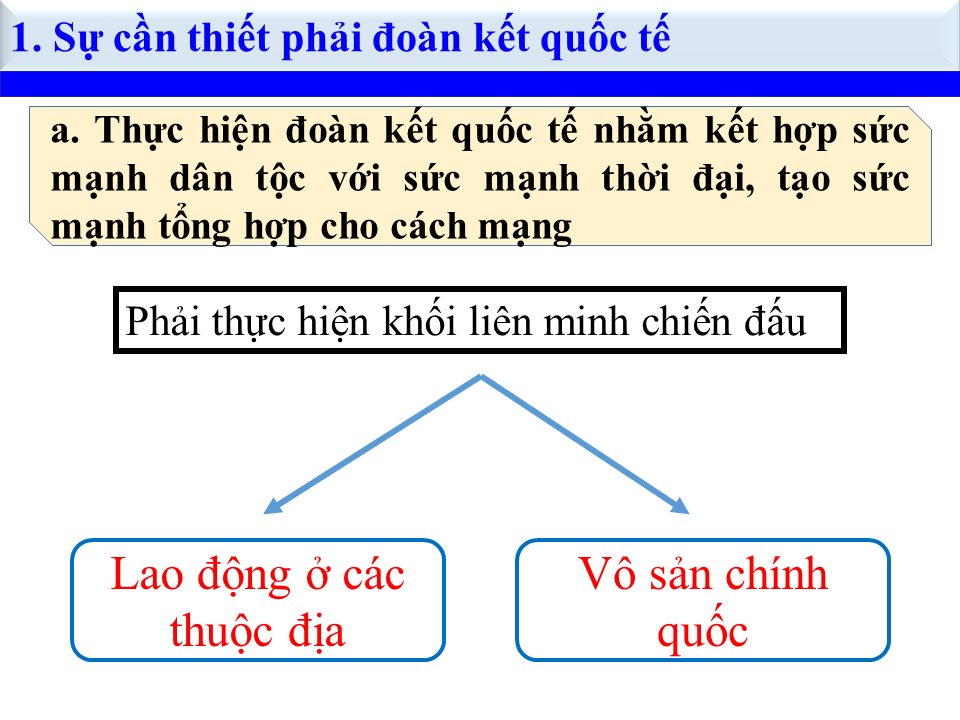 1. Sự cần thiết phải đoàn kết quốc tế
a. Thực hiện đoàn kết quốc tế nhằm kết hợp sức
mạnh dân tộc với sức mạnh thời đại, tạo sức
mạnh tổng hợp cho cách mạng
Phải thực hiện khối liên minh chiến đấu
Lao động ở các
thuộc địa
Vô sản chính
quốc